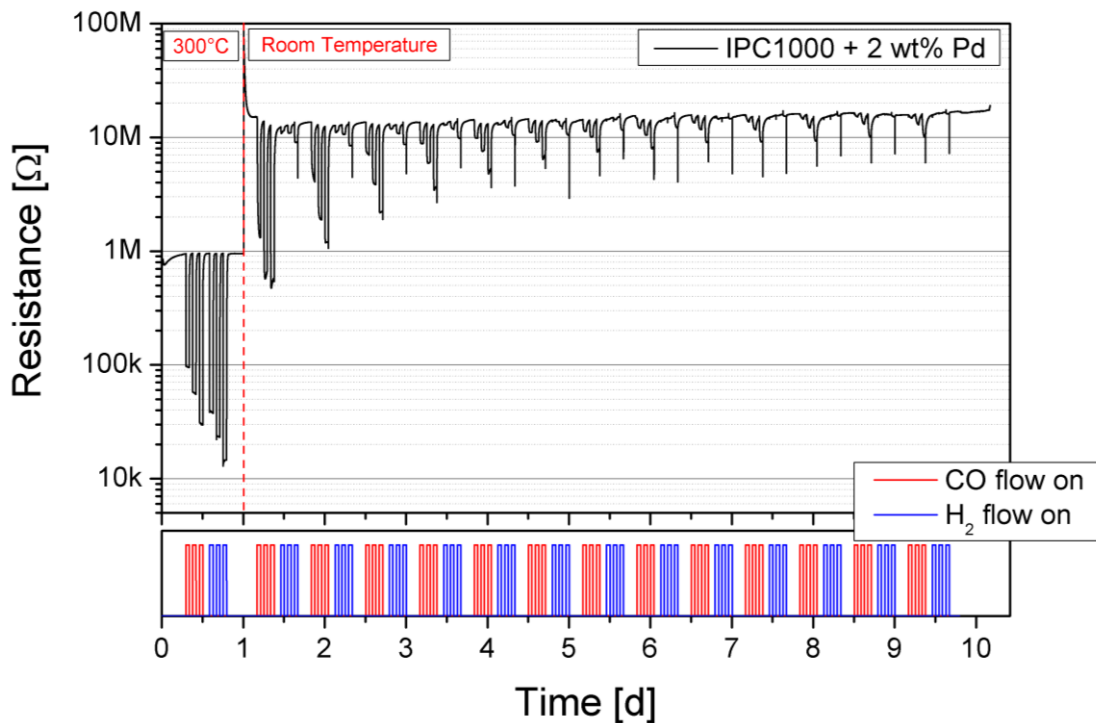 300°C
Room Temperature
IPC1000 + 2 wt% Pd
100M
10M
1M
100k
10k
Resistance [Ω]
CO flow on
H₂ flow on
0 1 2 3 4 5 6 7 8 9 10
Time [d]